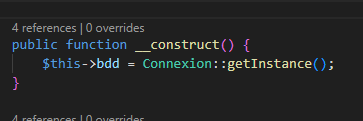 4 references | 0 overrides
public function __construct() {
$this->bdd = Connexion::getInstance();
}
4 references | 0 overrides